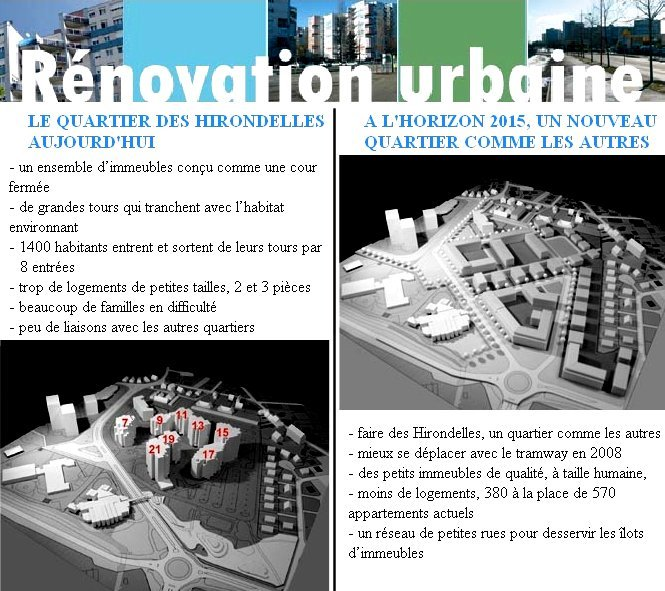 Rénovation urbaine
LE QUARTIER DES HIRONDELLES
AUJOURD'HUI
- un ensemble d’immeubles conçu comme une cour
fermée
- de grandes tours qui tranchent avec l’habitat
environnant
- 1400 habitants entrent et sortent de leurs tours par
8 entrées
- trop de logements de petites tailles, 2 et 3 pièces
- beaucoup de familles en difficulté
- peu de liaisons avec les autres quartiers
7
9
11
13
15
17
19
21
A L'HORIZON 2015, UN NOUVEAU
QUARTIER COMME LES AUTRES
- faire des Hirondelles, un quartier comme les autres
- mieux se déplacer avec le tramway en 2008
- des petits immeubles de qualité, à taille humaine,
- moins de logements, 380 à la place de 570
appartements actuels
- un réseau de petites rues pour desservir les îlots
d’immeubles